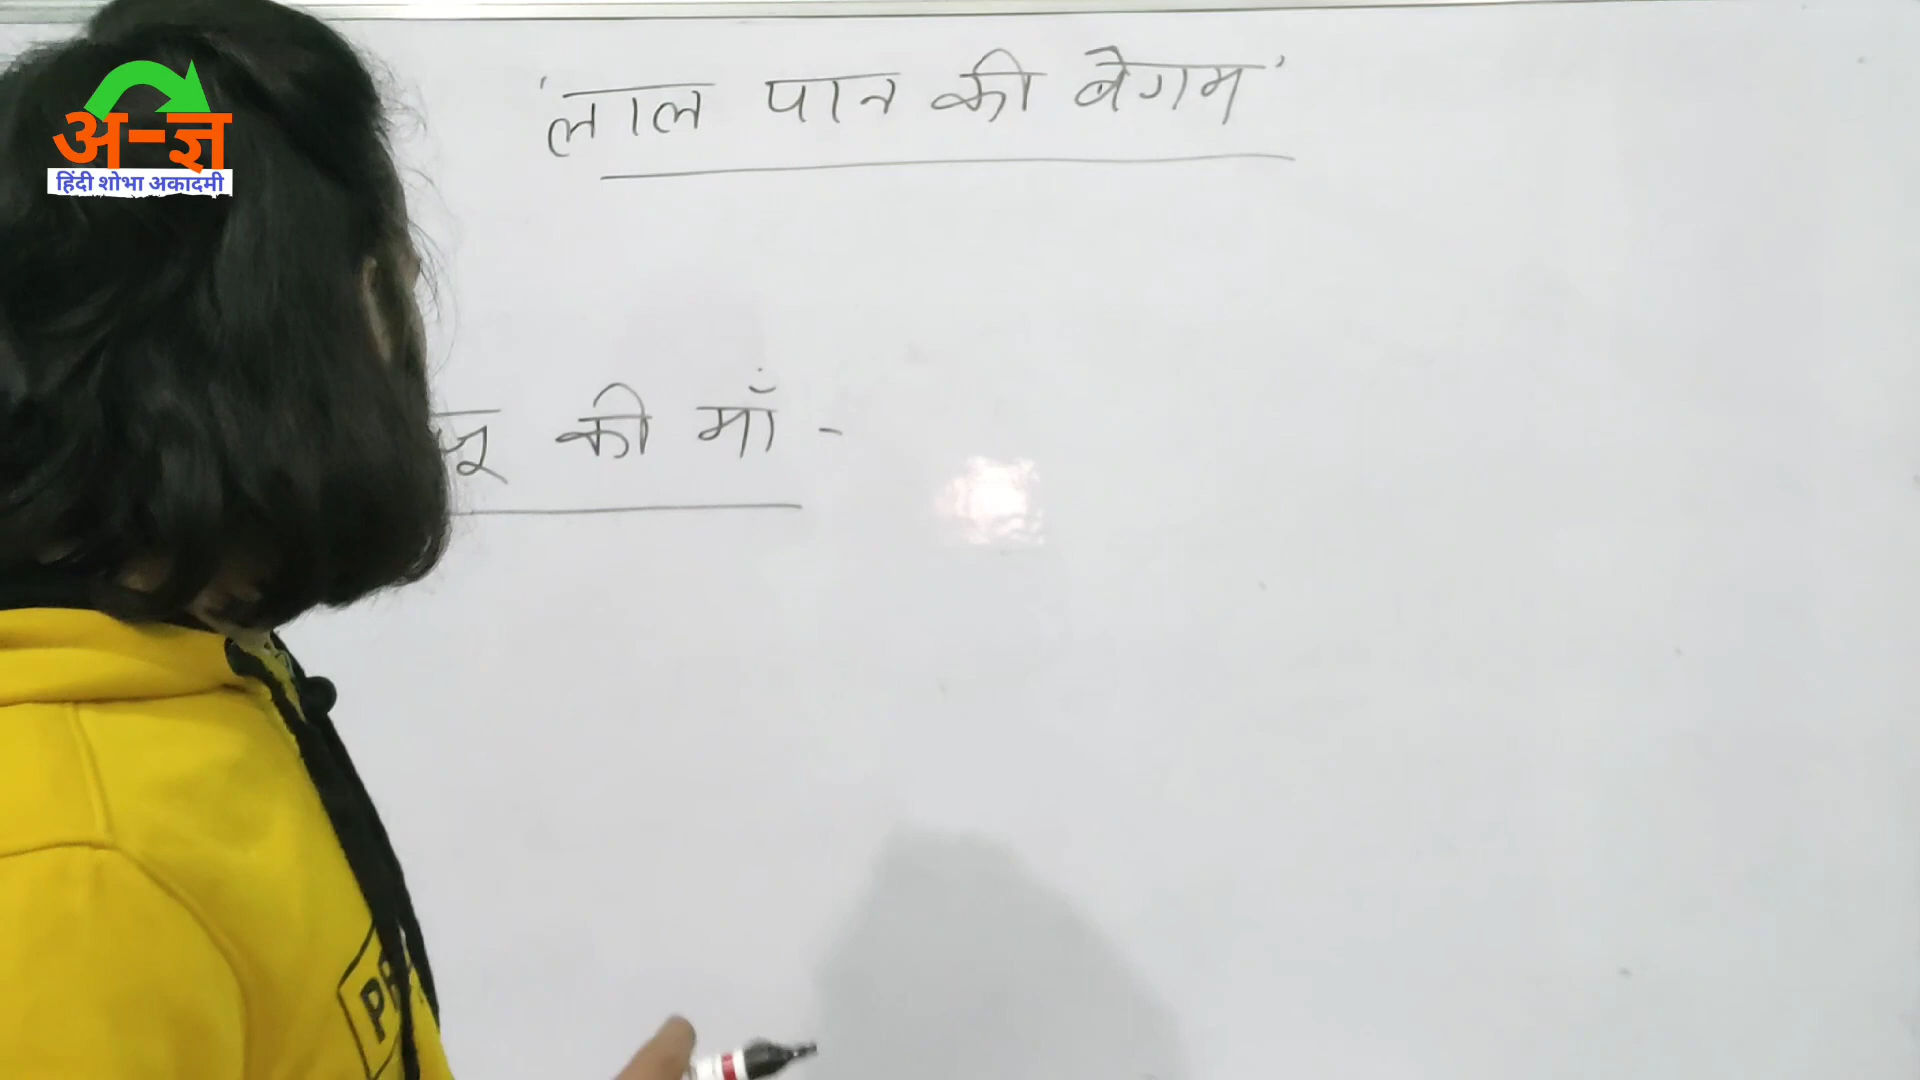 'लाल पान की बेगम'
अ-ज्ञ
हिंदी शोभा अकादमी
की माँ -